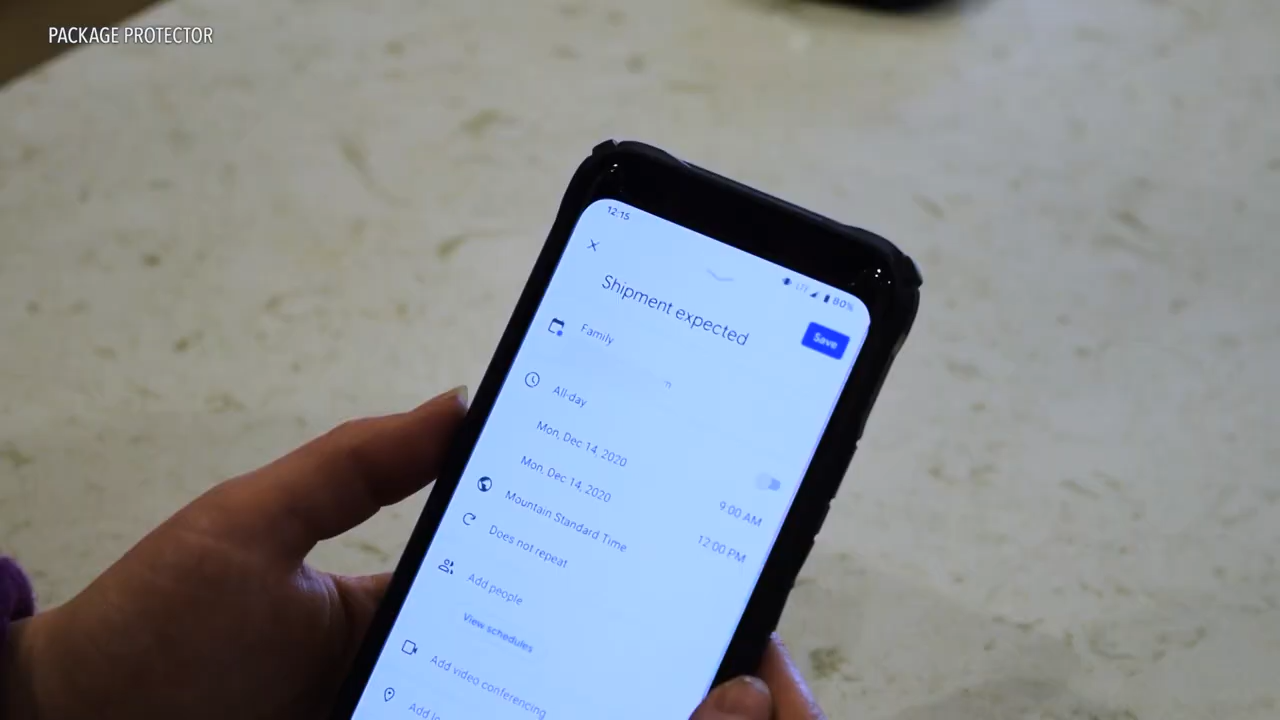 PACKAGE PROTECTOR
12:15
LTE 80%
Shipment expected
Save
Family
All-day
Mon, Dec 14, 2020 9:00 AM
Mon, Dec 14, 2020 12:00 PM
Mountain Standard Time
Does not repeat
Add people
View schedules
Add video conferencing
Add